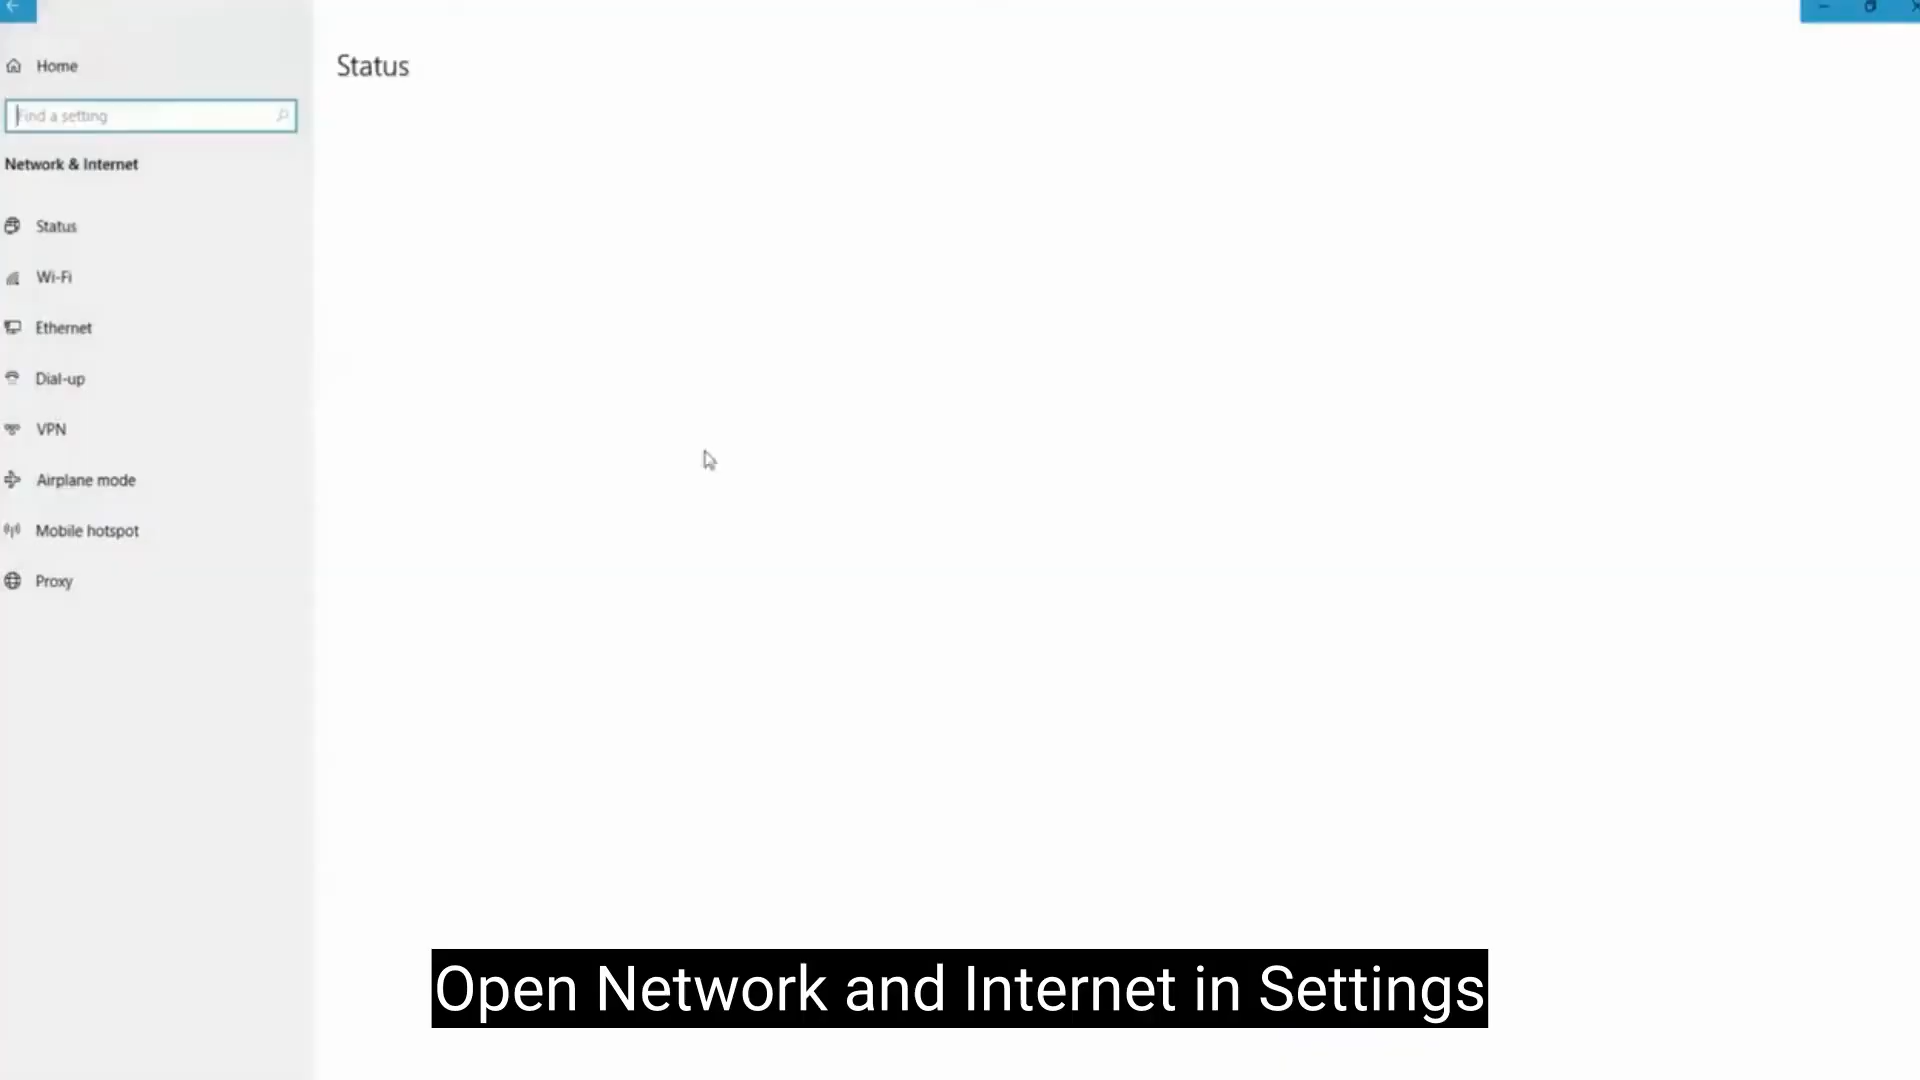 Home
Status
Find a setting
Network & Internet
Status
Wi-Fi
Ethernet
Dial-up
VPN
Airplane mode
Mobile hotspot
Proxy
Open Network and Internet in Settings